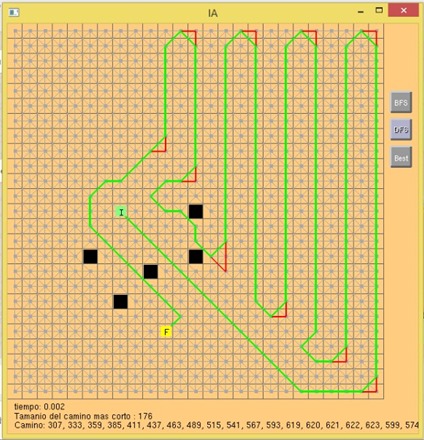 IA
BFS
DFS
Best
I
F
tiempo: 0.002
Tamanio del camino mas corto : 176
Camino: 307, 333, 359, 385, 411, 437, 463, 489, 515, 541, 567, 593, 619, 620, 621, 622, 623, 599, 574